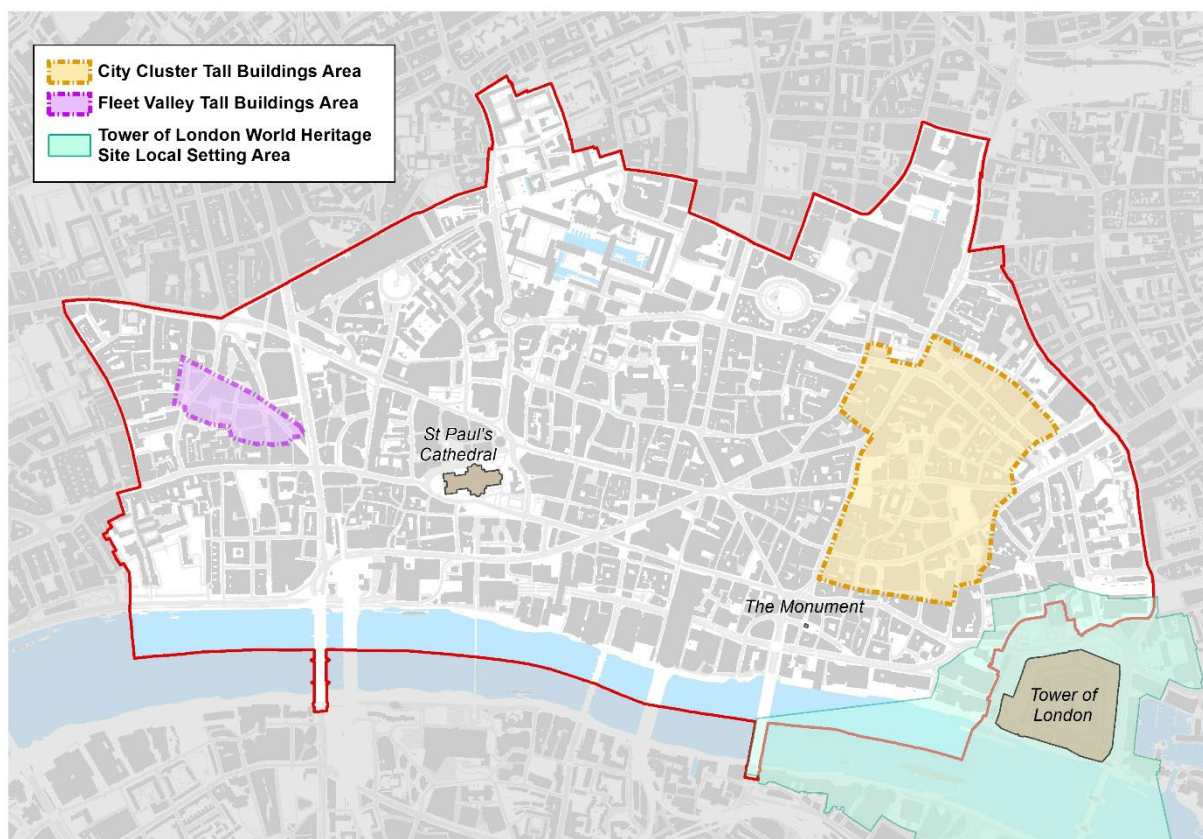 City Cluster Tall Buildings Area
Fleet Valley Tall Buildings Area
Tower of London World Heritage
Site Local Setting Area
St Paul's
Cathedral
The Monument
Tower of
London